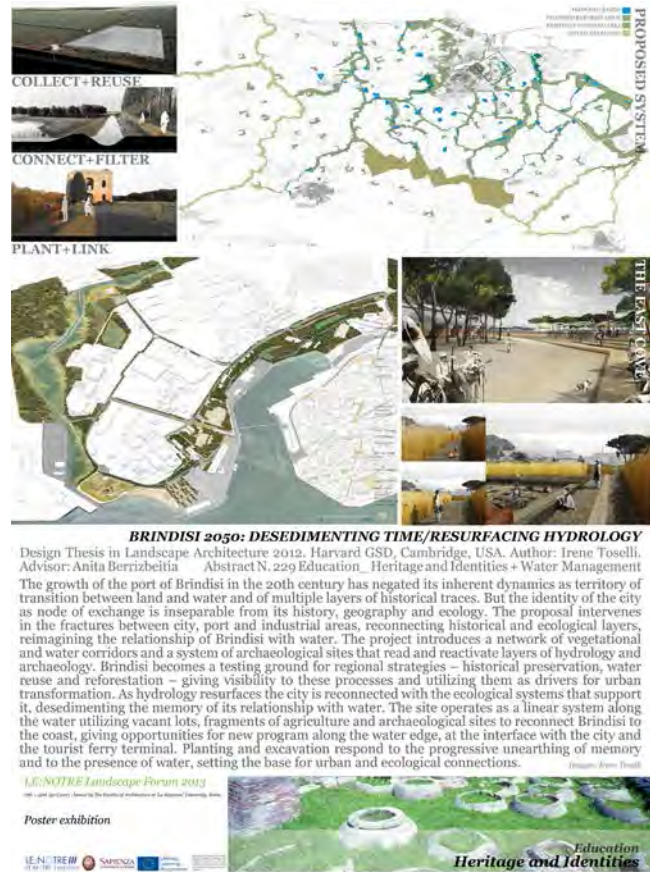 PROPOSED SYSTEM
COLLECT+REUSE
CONNECT+FILTER
PLANT+LINK
THE EAST COVE
BRINDISI 2050: DESEDIMENTING TIME/RESURFACING HYDROLOGY
Design Thesis in Landscape Architecture 2012. Harvard GSD, Cambridge, USA. Author: Irene Toselli.
Advisor: Anita Berrizbeitia Abstract N. 229 Education_ Heritage and Identities + Water Management
The growth of the port of Brindisi in the 20th century has negated its inherent dynamics as territory of
transition between land and water and of multiple layers of historical traces. But the identity of the city
as node of exchange is inseparable from its history, geography and ecology. The proposal intervenes
in the fractures between city, port and industrial areas, reconnecting historical and ecological layers,
reimagining the relationship of Brindisi with water. The project introduces a network of vegetational
and water corridors and a system of archaeological sites that read and reactivate layers of hydrology and
archaeology. Brindisi becomes a testing ground for regional strategies – historical preservation, water
reuse and reforestation – giving visibility to these processes and utilizing them as drivers for urban
transformation. As hydrology resurfaces the city is reconnected with the ecological systems that support
it, desedimenting the memory of its relationship with water. The site operates as a linear system along
the water utilizing vacant lots, fragments of agriculture and archaeological sites to reconnect Brindisi to
the coast, giving opportunities for new program along the water edge, at the interface with the city and
the tourist ferry terminal. Planting and excavation respond to the progressive unearthing of memory
and to the presence of water, setting the base for urban and ecological connections.
LE:NOTRE Landscape Forum 2013
Poster exhibition
LE:NOTRE III
SAPIENZA
Education
Heritage and Identities